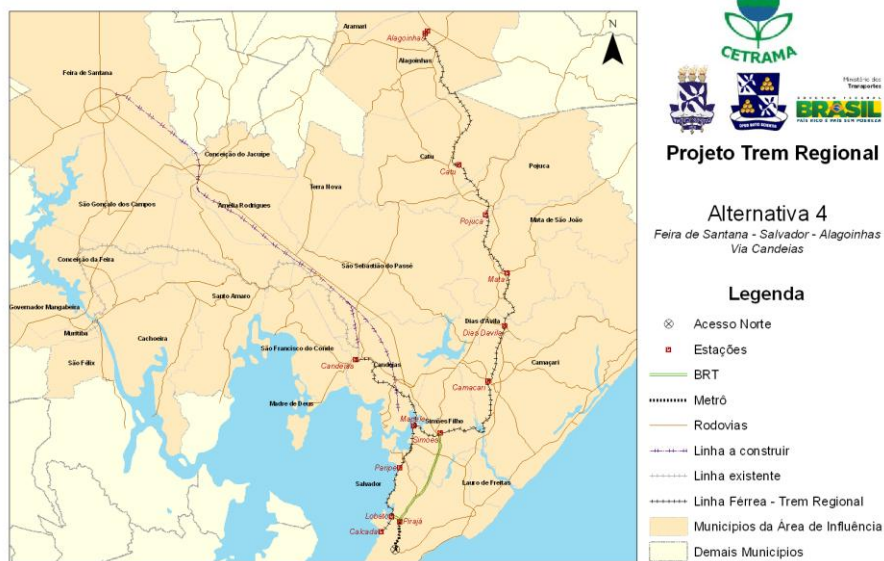 Aramari
Alagoinhas
Alagoinhas
N
Feira de Santana
Conceição do Jacuípe
Catu
Catu
Pojuca
Terra Nova
São Gonçalo dos Campos
Amélia Rodrigues
Pojuca
Mata de São João
Conceição da Feira
São Sebastião do Passé
Mata
Governador Mangabeira
Santo Amaro
Muritiba
Cachoeira
Dias d'Ávila
Dias Davila
São Félix
São Francisco do Conde
Candeias
Candeias
Camaçari
Camaçari
Madre de Deus
Simões Filho
Simões
Paripe
Salvador
Lauro de Freitas
Lobato
Pirajá
Calçada
CETRAMA
Ministério dos
Transportes
BRASIL
PAÍS RICO É PAÍS SEM POBREZA
Projeto Trem Regional
Alternativa 4
Feira de Santana - Salvador - Alagoinhas
Via Candeias
Legenda
Acesso Norte
Estações
BRT
Metrô
Rodovias
Linha a construir
Linha existente
Linha Férrea - Trem Regional
Municípios da Área de Influência
Demais Municípios